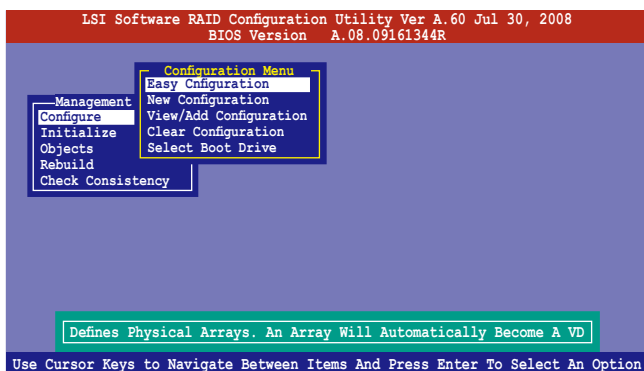 LSI Software RAID Configuration Utility Ver A.60 Jul 30, 2008
BIOS Version A.08.09161344R
Configuration Menu
Easy Cnfiguration
New Configuration
View/Add Configuration
Clear Configuration
Select Boot Drive
Management
Configure
Initialize
Objects
Rebuild
Check Consistency
Defines Physical Arrays. An Array Will Automatically Become A VD
Use Cursor Keys to Navigate Between Items And Press Enter To Select An Option